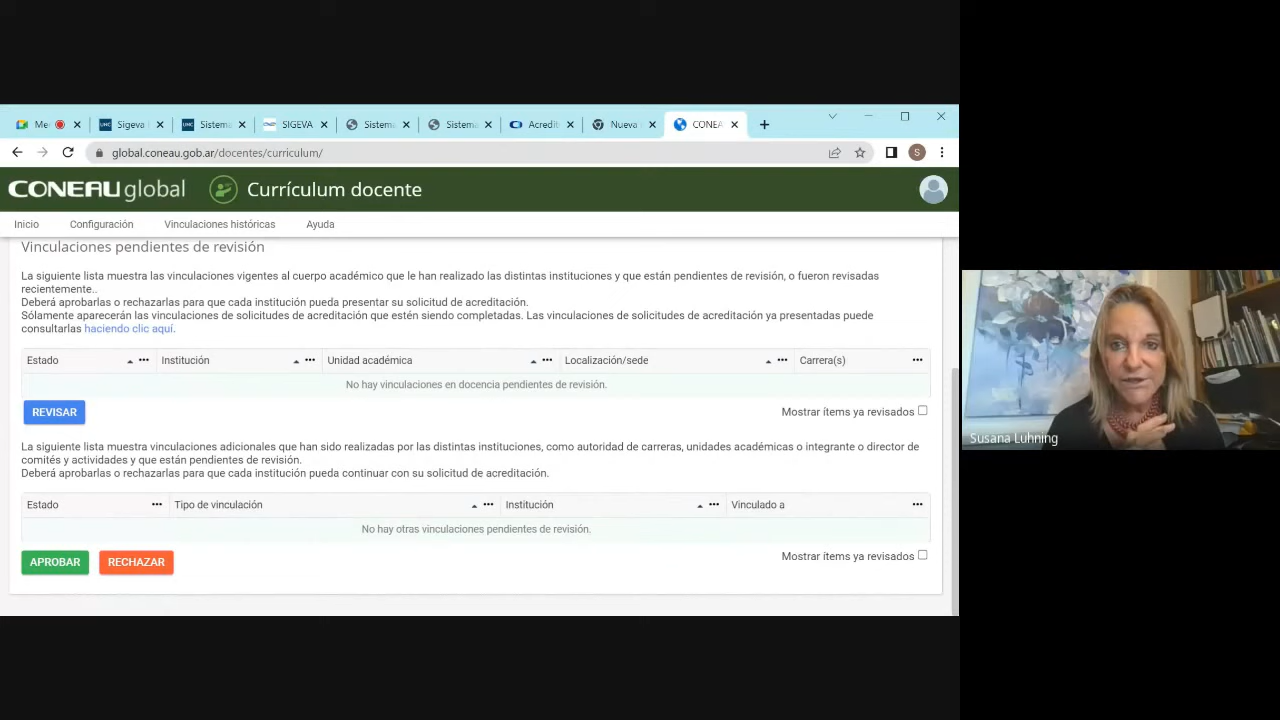 Me
Sigeva
Sistema
SIGEVA
Sistem
Sistem
Acredit
Nueva
CONEA
global.coneau.gob.ar/docentes/curriculum/
S
CONEAU global
Currículum docente
Inicio
Configuración
Vinculaciones históricas
Ayuda
Vinculaciones pendientes de revisión
La siguiente lista muestra las vinculaciones vigentes al cuerpo académico que le han realizado las distintas instituciones y que están pendientes de revisión, o fueron revisadas
recientemente..
Deberá aprobarlas o rechazarlas para que cada institución pueda presentar su solicitud de acreditación.
Sólamente aparecerán las vinculaciones de solicitudes de acreditación que estén siendo completadas. Las vinculaciones de solicitudes de acreditación ya presentadas puede
consultarlas haciendo clic aquí.
Estado
Institución
Unidad académica
Localización/sede
Carrera(s)
No hay vinculaciones en docencia pendientes de revisión.
REVISAR
Mostrar ítems ya revisados
La siguiente lista muestra vinculaciones adicionales que han sido realizadas por las distintas instituciones, como autoridad de carreras, unidades académicas o integrante o director de
comités y actividades y que están pendientes de revisión.
Deberá aprobarlas o rechazarlas para que cada institución pueda continuar con su solicitud de acreditación.
Estado
Tipo de vinculación
Institución
Vinculado a
No hay otras vinculaciones pendientes de revisión.
APROBAR
RECHAZAR
Mostrar ítems ya revisados
Susana Luhning